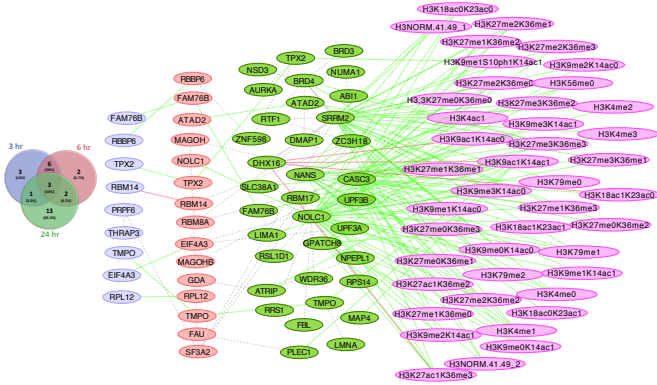 3 hr
6 hr
24 hr
3
6
2
3
1
2
13
FAM76B
RBBP6
TPX2
RBM14
PRPF6
THRAP3
TMPO
EIF4A3
RPL12
RBBP6
FAM76B
ATAD2
MAGOH
NOLC1
TPX2
RBM14
RBM8A
EIF4A3
MAGOHB
GDA
RPL12
TMPO
FAU
SF3A2
TPX2
BRD3
NSD3
BRD4
NUMA1
AURKA
ATAD2
ABI1
RTF1
SRRM2
ZNF598
DMAP1
ZC3H18
DHX16
NANS
CASC3
SLC38A1
RBM17
UPF3B
FAM76B
NOLC1
LIMA1
UPF3A
GPATCH8
RSL1D1
NPEPL1
WDR36
RPS14
ATRIP
TMPO
RRS1
MAP4
FBL
PLEC1
LMNA
H3K18ac0K23ac0
H3NORM.41.49_1
H3K27me2K36me1
H3K27me1K36me2
H3K27me2K36me3
H3K9me1S10ph1K14ac1
H3K9me2K14ac0
H3K27me2K36me0
H3K56me0
H3,3K27me0K36me0
H3K27me3K36me2
H3K4me2
H3K4ac1
H3K9me3K14ac1
H3K4me3
H3K9ac1K14ac0
H3K27me0K36me3
H3K27me1K36me1
H3K9ac1K14ac1
H3K27me3K36me1
H3K79me0
H3K9me3K14ac0
H3K18ac1K23ac0
H3K9me1K14ac0
H3K27me1K36me3
H3K18ac1K23ac1
H3K27me0K36me2
H3K27me0K36me0
H3K9me0K14ac0
H3K79me1
H3K27me0K36me1
H3K79me2
H3K9me1K14ac1
H3K27ac1K36me2
H3K4me0
H3K27me2K36me2
H3K27me1K36me0
H3K18ac0K23ac1
H3K4me1
H3K9me2K14ac1
H3K9me0K14ac1
H3NORM.41.49_2
H3K27ac1K36me3